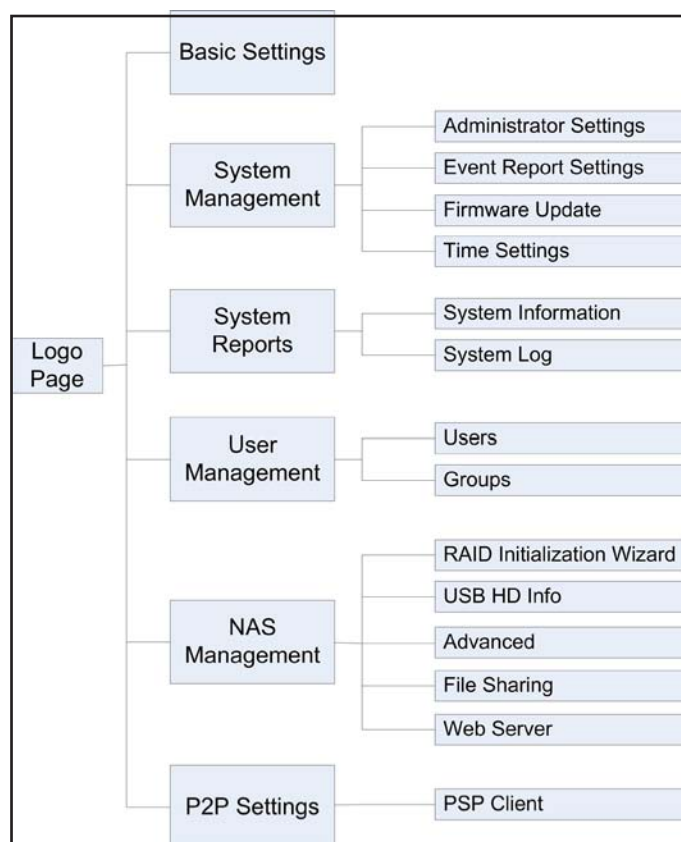 Logo
Page
Basic Settings
System
Management
Administrator Settings
Event Report Settings
Firmware Update
Time Settings
System
Reports
System Information
System Log
User
Management
Users
Groups
NAS
Management
RAID Initialization Wizard
USB HD Info
Advanced
File Sharing
Web Server
P2P Settings
PSP Client